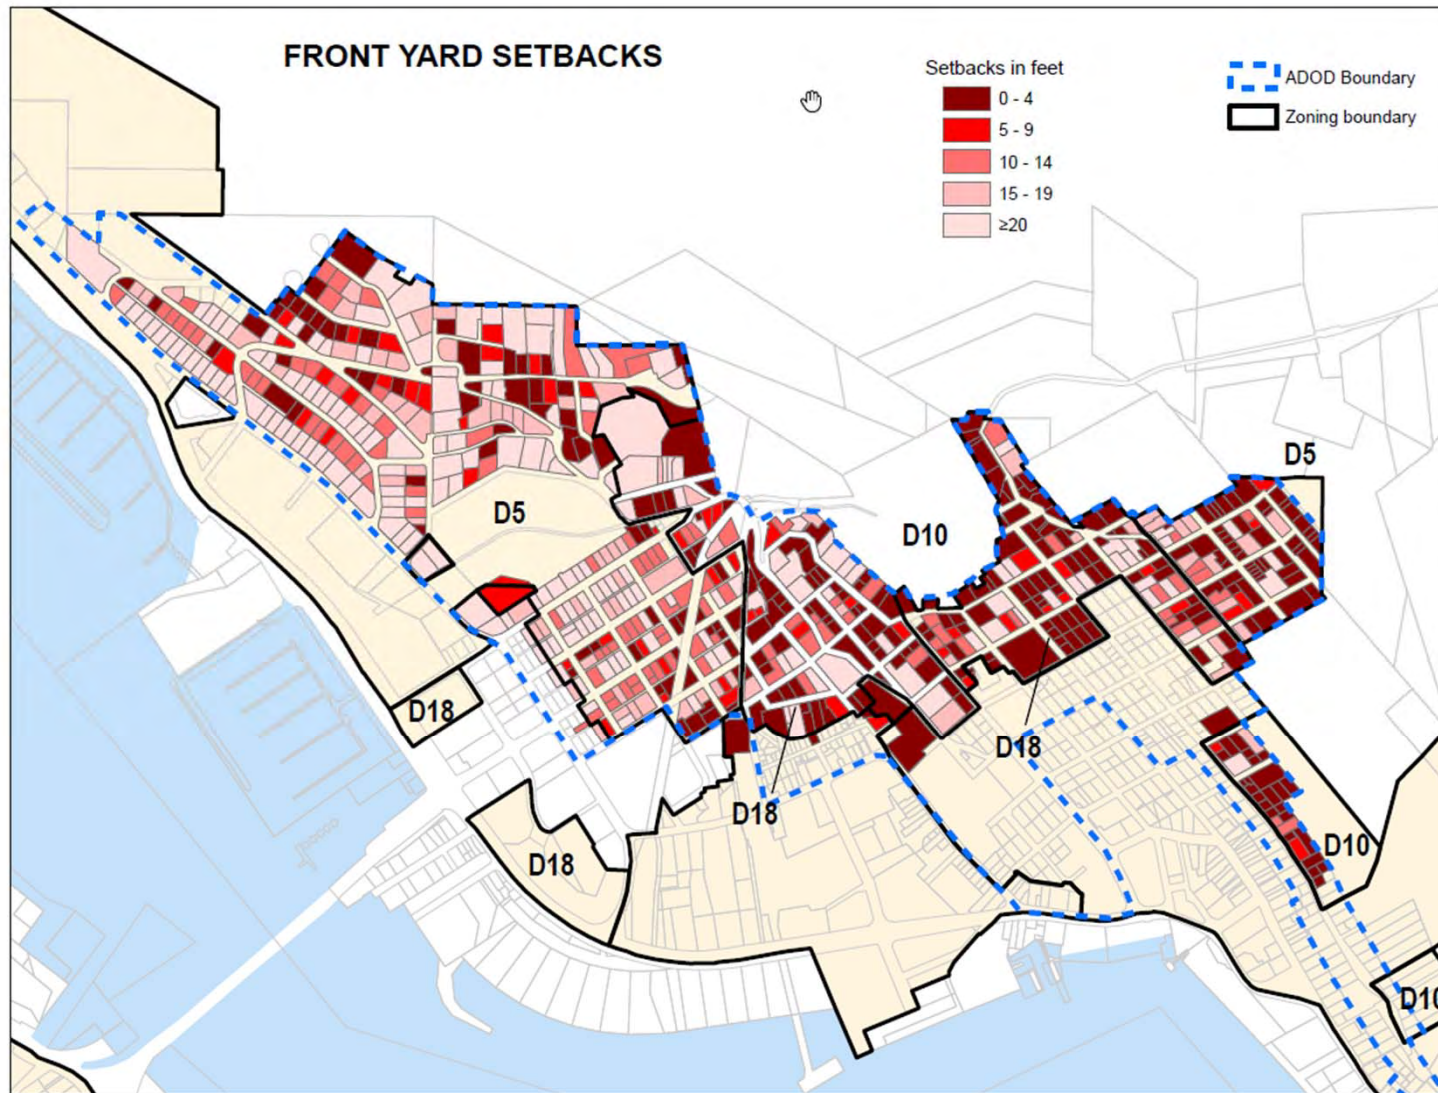 FRONT YARD SETBACKS
Setbacks in feet
0 - 4
5 - 9
10 - 14
15 - 19
≥20
ADOD Boundary
Zoning boundary
D5
D5
D10
D18
D18
D18
D18
D10
D10